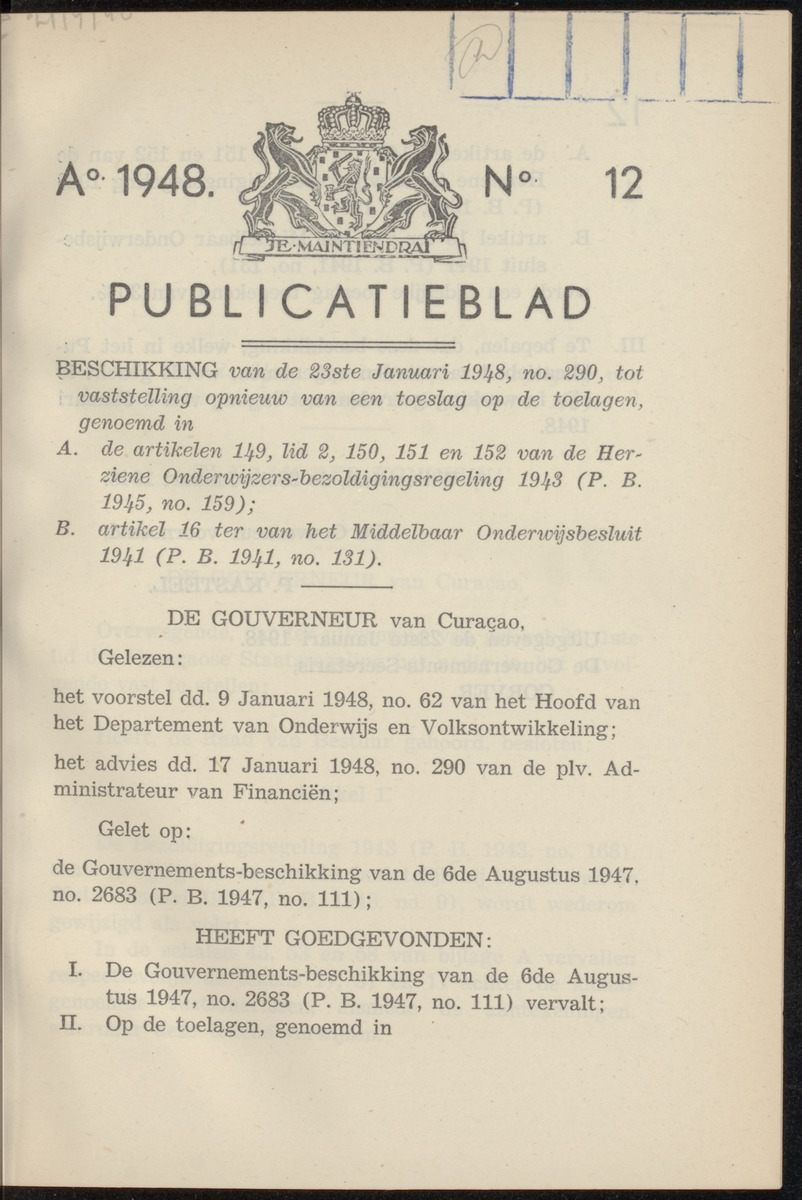 Aº. 1948.
Nº. 12
JE·MAINTIENDRAI
PUBLICATIEBLAD
BESCHIKKING van de 23ste Januari 1948, no. 290, tot
vaststelling opnieuw van een toeslag op de toelagen,
genoemd in
A. de artikelen 149, lid 2, 150, 151 en 152 van de Her-
ziene Onderwijzers-bezoldigingsregeling 1943 (P. B.
1945, no. 159);
B. artikel 16 ter van het Middelbaar Onderwijsbesluit
1941 (P. B. 1941, no. 131).
DE GOUVERNEUR van Curaçao,
Gelezen:
het voorstel dd. 9 Januari 1948, no. 62 van het Hoofd van
het Departement van Onderwijs en Volksontwikkeling;
het advies dd. 17 Januari 1948, no. 290 van de plv. Ad-
ministrateur van Financiën;
Gelet op:
de Gouvernements-beschikking van de 6de Augustus 1947,
no. 2683 (P. B. 1947, no. 111);
HEEFT GOEDGEVONDEN:
I. De Gouvernements-beschikking van de 6de Augus-
tus 1947, no. 2683 (P. B. 1947, no. 111) vervalt;
II. Op de toelagen, genoemd in